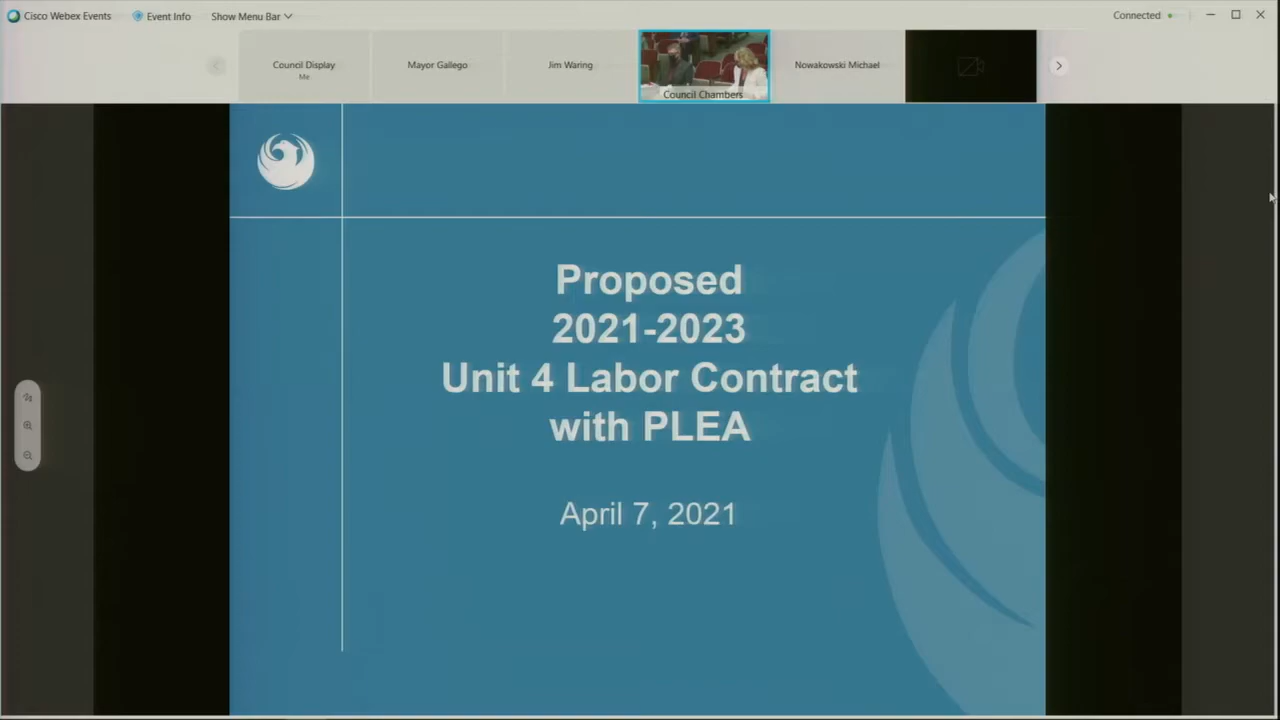 Cisco Webex Events
Event Info
Show Menu Bar
Connected
Council Display
Me
Mayor Gallego
Jim Waring
Council Chambers
Nowakowski Michael
Proposed
2021-2023
Unit 4 Labor Contract
with PLEA
April 7, 2021